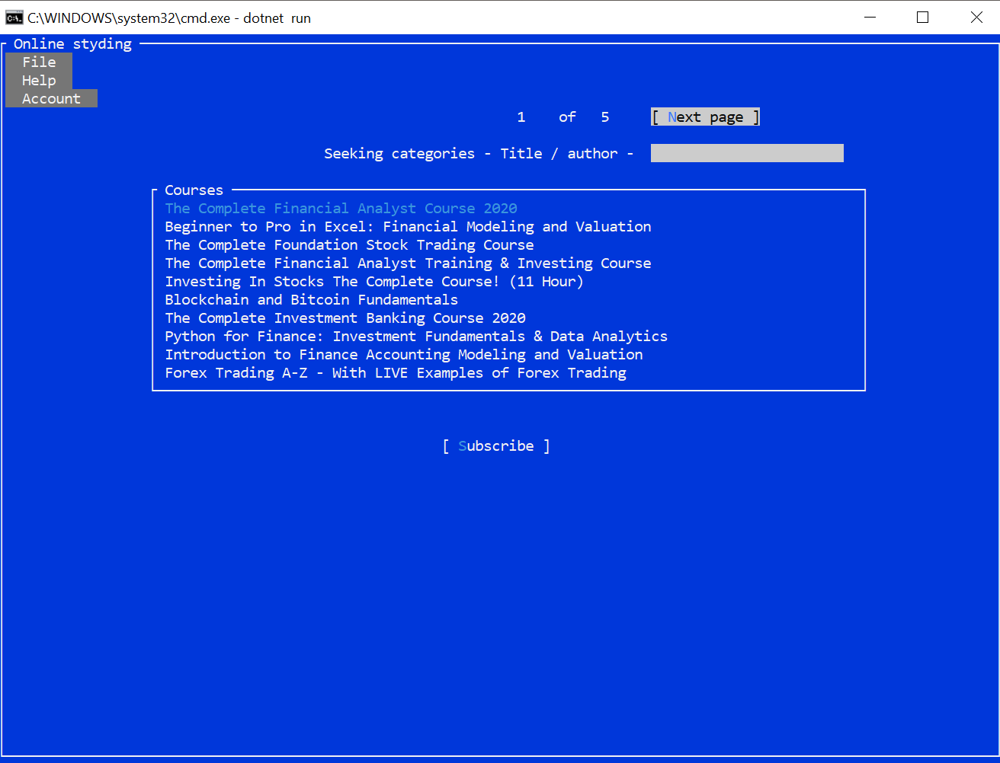 C:\WINDOWS\system32\cmd.exe - dotnet  run
Online styding
File
Help
Account
1 of 5 [ Next page ]
Seeking categories - Title / author -
Courses
The Complete Financial Analyst Course 2020
Beginner to Pro in Excel: Financial Modeling and Valuation
The Complete Foundation Stock Trading Course
The Complete Financial Analyst Training & Investing Course
Investing In Stocks The Complete Course! (11 Hour)
Blockchain and Bitcoin Fundamentals
The Complete Investment Banking Course 2020
Python for Finance: Investment Fundamentals & Data Analytics
Introduction to Finance Accounting Modeling and Valuation
Forex Trading A-Z - With LIVE Examples of Forex Trading
[ Subscribe ]